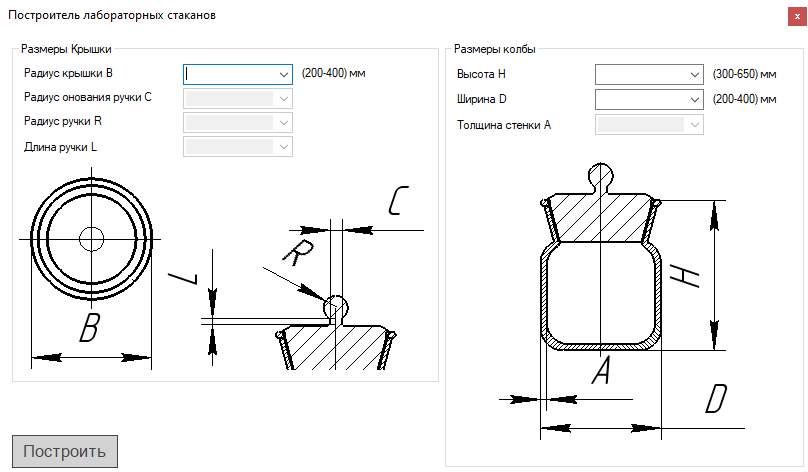 Построитель лабораторных стаканов
x
Размеры Крышки
Радиус крышки B (200-400) мм
Радиус онования ручки C
Радиус ручки R
Длина ручки L
C
R
L
B
Размеры колбы
Высота H (300-650) мм
Ширина D (200-400) мм
Толщина стенки A
H
A
D
Построить